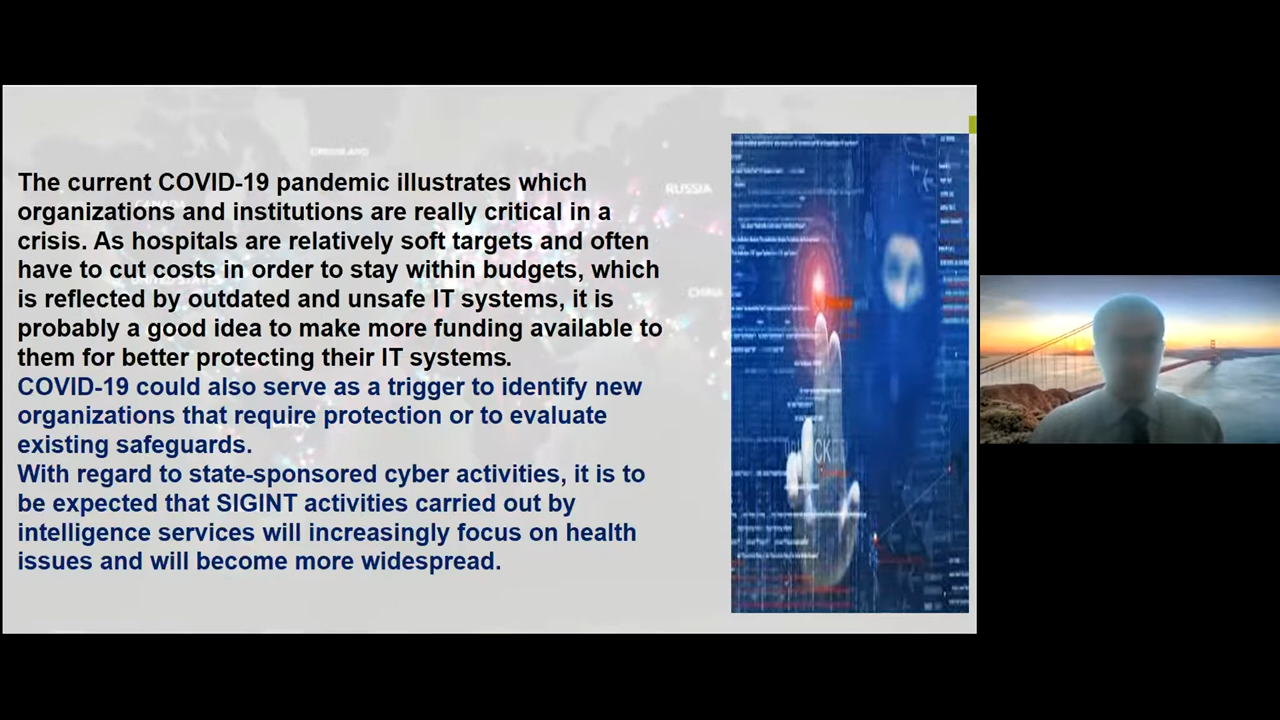 The current COVID-19 pandemic illustrates which
organizations and institutions are really critical in a
crisis. As hospitals are relatively soft targets and often
have to cut costs in order to stay within budgets, which
is reflected by outdated and unsafe IT systems, it is
probably a good idea to make more funding available to
them for better protecting their IT systems.
COVID-19 could also serve as a trigger to identify new
organizations that require protection or to evaluate
existing safeguards.
With regard to state-sponsored cyber activities, it is to
be expected that SIGINT activities carried out by
intelligence services will increasingly focus on health
issues and will become more widespread.
RUSSIA
CANADA
UNITED STATES
CHINA